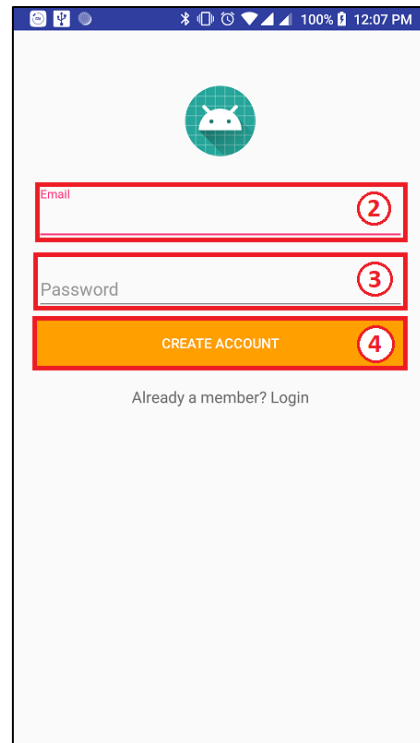 100% 12:07 PM
Email
2
Password
3
CREATE ACCOUNT
4
Already a member? Login